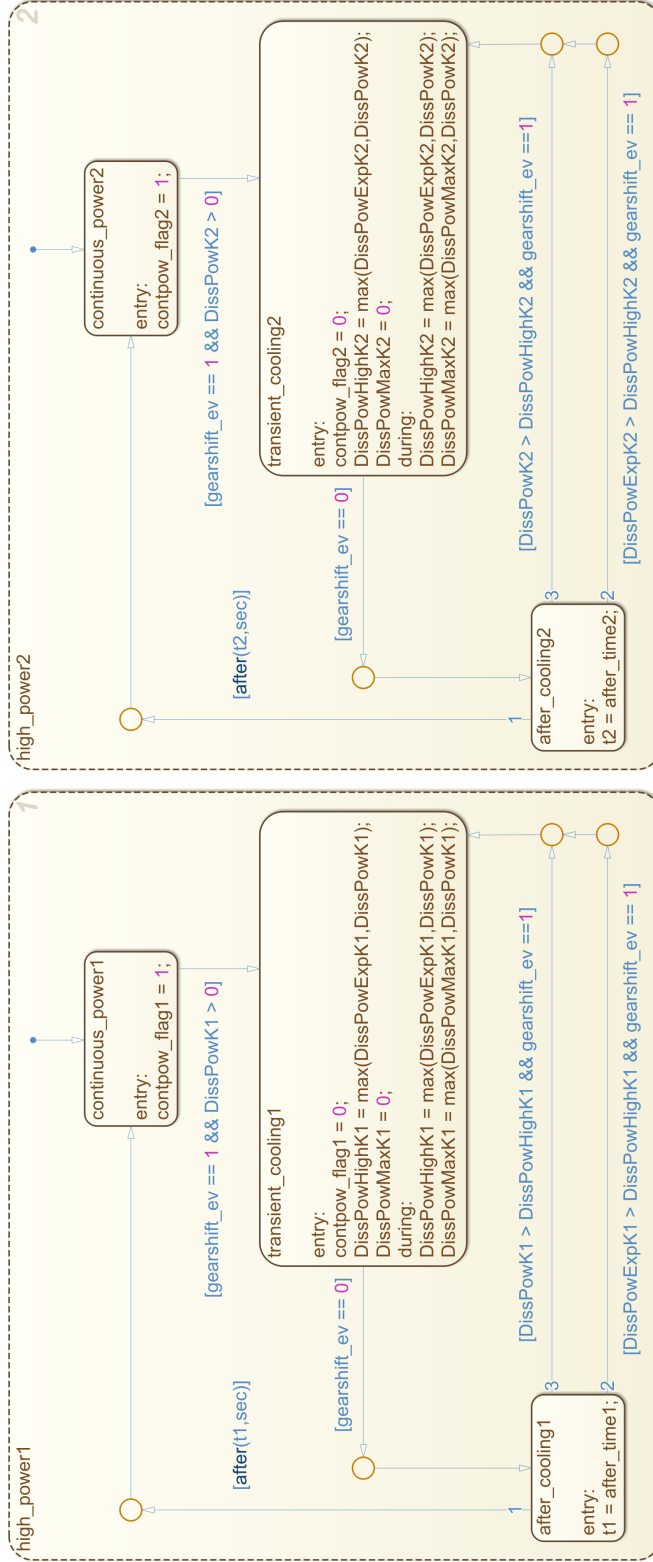 high_power1
1
continuous_power1
entry:
contpow_flag1 = 1;
[gearshift_ev == 1 && DissPowK1 > 0]
[after(t1,sec)]
transient_cooling1
entry:
contpow_flag1 = 0;
DissPowHighK1 = max(DissPowExpK1,DissPowK1);
DissPowMaxK1 = 0;
during:
DissPowHighK1 = max(DissPowExpK1,DissPowK1);
DissPowMaxK1 = max(DissPowMaxK1,DissPowK1);
[gearshift_ev == 0]
1
after_cooling1
entry:
t1 = after_time1;
3
[DissPowK1 > DissPowHighK1 && gearshift_ev ==1]
2
[DissPowExpK1 > DissPowHighK1 && gearshift_ev == 1]
high_power2
2
continuous_power2
entry:
contpow_flag2 = 1;
[gearshift_ev == 1 && DissPowK2 > 0]
[after(t2,sec)]
transient_cooling2
entry:
contpow_flag2 = 0;
DissPowHighK2 = max(DissPowExpK2,DissPowK2);
DissPowMaxK2 = 0;
during:
DissPowHighK2 = max(DissPowExpK2,DissPowK2);
DissPowMaxK2 = max(DissPowMaxK2,DissPowK2);
[gearshift_ev == 0]
1
after_cooling2
entry:
t2 = after_time2;
3
[DissPowK2 > DissPowHighK2 && gearshift_ev ==1]
2
[DissPowExpK2 > DissPowHighK2 && gearshift_ev == 1]